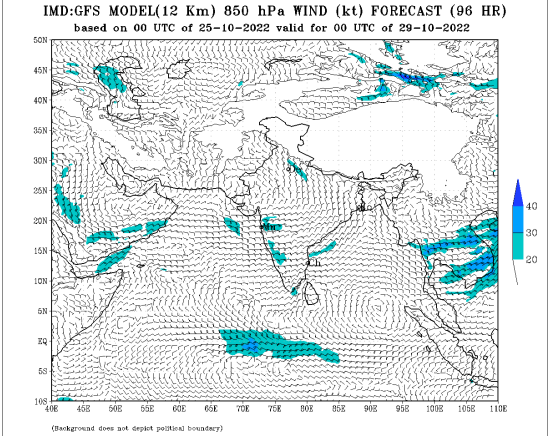 IMD:GFS MODEL(12 Km) 850 hPa WIND (kt) FORECAST (96 HR)
based on 00 UTC of 25-10-2022 valid for 00 UTC of 29-10-2022
50N
45N
40N
35N
30N
25N
20N
15N
10N
5N
EQ
5S
10S
40E 45E 50E 55E 60E 65E 70E 75E 80E 85E 90E 95E 100E 105E 110E
40
30
20
(Background does not depict political boundary)